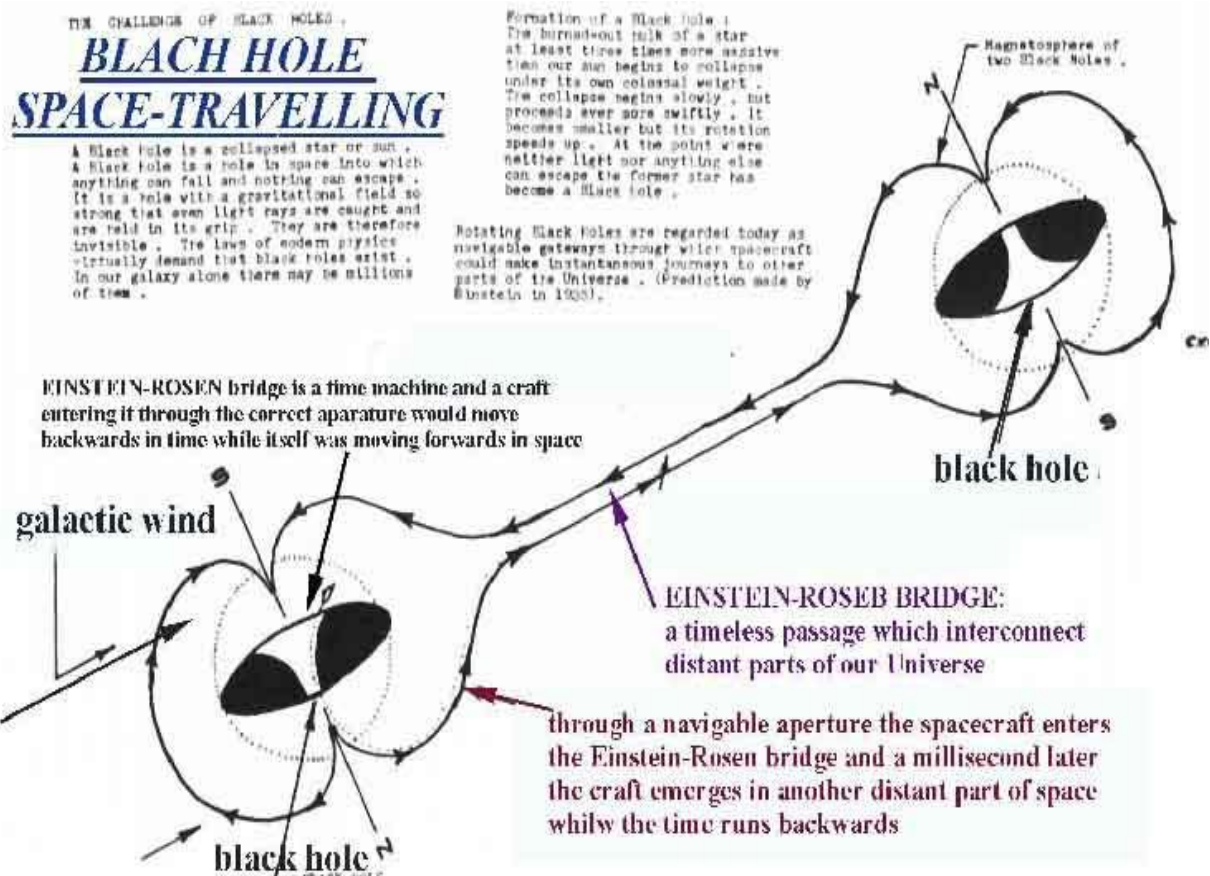 THE CHALLENGE OF BLACK HOLES .
BLACH HOLE
SPACE-TRAVELLING
A Black hole is a collapsed star or sun .
A Black hole is a hole in space into which
anything can fall and nothing can escape .
It is a hole with a gravitational field so
strong that even light rays are caught and
are held in its grip . They are therefore
invisible . The laws of modern physics
virtually demand that black holes exist .
In our galaxy alone there may be millions
of them .
Formation of a Black hole :
The burned-out hulk of a star
at least three times more massive
than our sun begins to collapse
under its own colossal weight .
The collapse begins slowly , but
proceeds ever more swiftly . It
becomes smaller but its rotation
speeds up . At the point where
neither light nor anything else
can escape the former star has
become a Black hole .
Rotating Black Holes are regarded today as
navigable gateways through which spacecraft
could make instantaneous journeys to other
parts of the Universe . (Prediction made by
Einstein in 1935).
Magnetosphere of
two Black Holes .
N
S
black hole
EINSTEIN-ROSEN bridge is a time machine and a craft
entering it through the correct aparature would move
backwards in time while itself was moving forwards in space
S
galactic wind
EINSTEIN-ROSEB BRIDGE:
a timeless passage which interconnect
distant parts of our Universe
through a navigable aperture the spacecraft enters
the Einstein-Rosen bridge and a millisecond later
the craft emerges in another distant part of space
whilw the time runs backwards
black hole
N